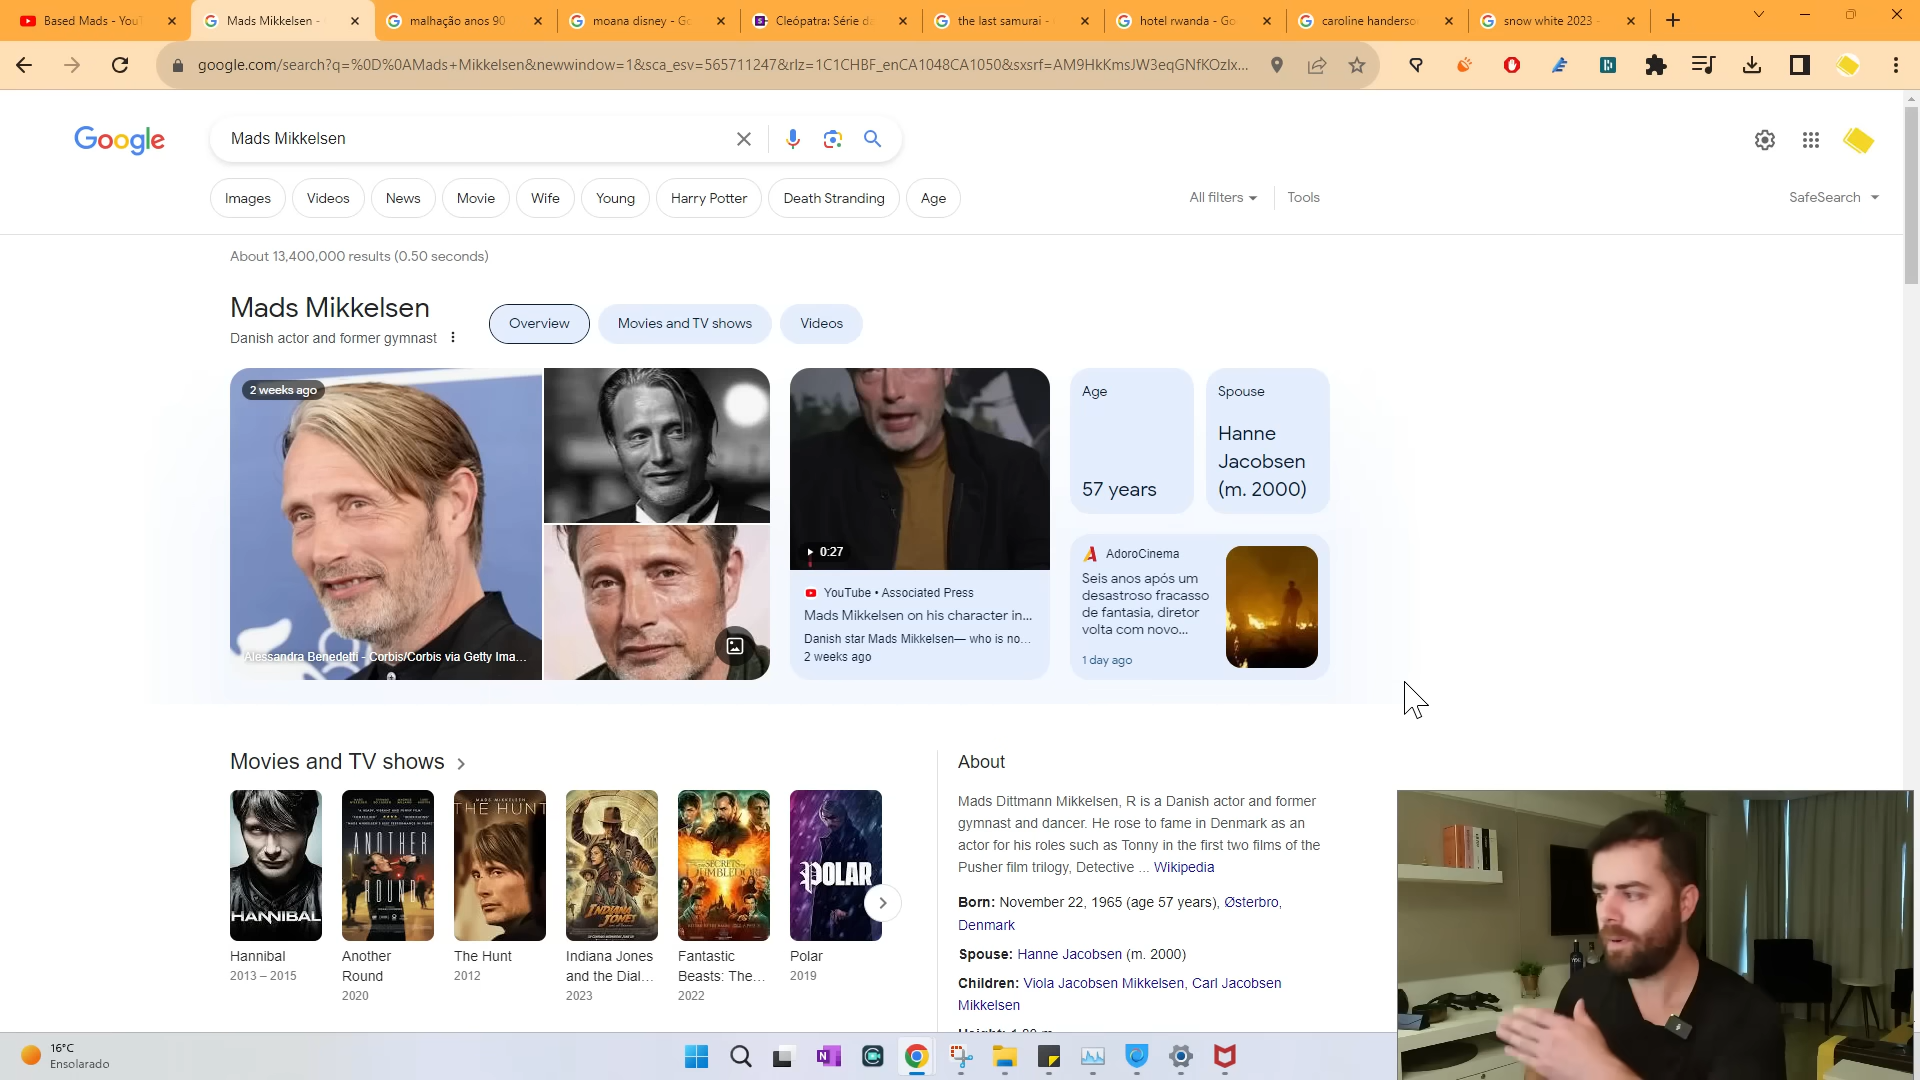 Based Mads - YouT
Mads Mikkelsen -
malhação anos 90
moana disney - Go
Cleópatra: Série da
the last samurai -
hotel rwanda - Go
caroline handerso
snow white 2023 -
google.com/search?q=%0D%0AMads+Mikkelsen&newwindow=1&sca_esv=565711247&rlz=1C1CHBF_enCA1048CA1050&sxsrf=AM9HkKmsJW3eqGNfKOzIx...
Google
Mads Mikkelsen
Images
Videos
News
Movie
Wife
Young
Harry Potter
Death Stranding
Age
All filters
Tools
SafeSearch
About 13,400,000 results (0.50 seconds)
Mads Mikkelsen
Danish actor and former gymnast
Overview
Movies and TV shows
Videos
2 weeks ago
Alessandra Benedetti - Corbis/Corbis via Getty Ima...
0:27
YouTube • Associated Press
Mads Mikkelsen on his character in...
Danish star Mads Mikkelsen— who is no...
2 weeks ago
Age
57 years
Spouse
Hanne
Jacobsen
(m. 2000)
AdoroCinema
Seis anos após um
desastroso fracasso
de fantasia, diretor
volta com novo...
1 day ago
Movies and TV shows
HANNIBAL
ANOTHER
ROUND
MADS MIKKELSEN
THE HUNT
INDIANA
JONES
SECRETS
DUMBLEDORE
POLAR
Hannibal
2013 – 2015
Another
Round
2020
The Hunt
2012
Indiana Jones
and the Dial...
2023
Fantastic
Beasts: The...
2022
Polar
2019
About
Mads Dittmann Mikkelsen, R is a Danish actor and former
gymnast and dancer. He rose to fame in Denmark as an
actor for his roles such as Tonny in the first two films of the
Pusher film trilogy, Detective ... Wikipedia
Born: November 22, 1965 (age 57 years), Østerbro,
Denmark
Spouse: Hanne Jacobsen (m. 2000)
Children: Viola Jacobsen Mikkelsen, Carl Jacobsen
Mikkelsen
Height: 1.80 m
16°C
Ensolarado